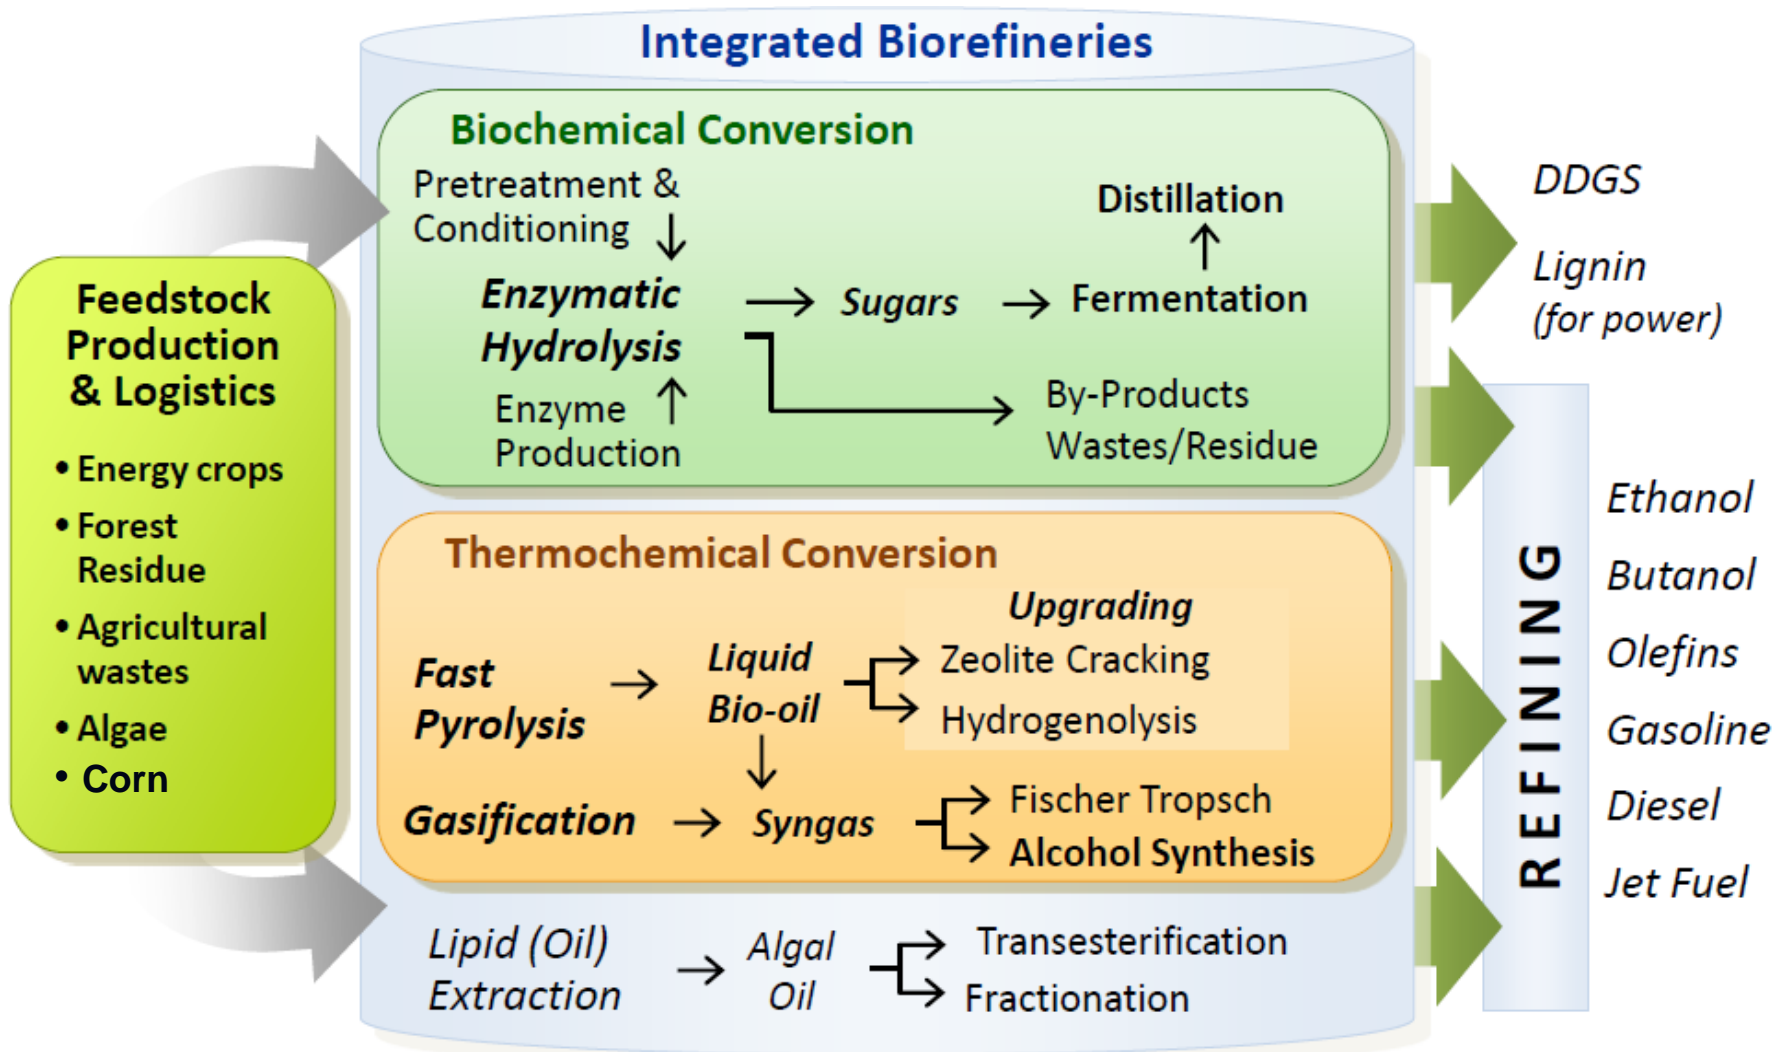 Integrated Biorefineries
Feedstock
Production
& Logistics
• Energy crops
• Forest
Residue
• Agricultural
wastes
• Algae
• Corn
Biochemical Conversion
Pretreatment &
Conditioning
Enzymatic
Hydrolysis
Enzyme
Production
Sugars
Distillation
Fermentation
By-Products
Wastes/Residue
Thermochemical Conversion
Fast
Pyrolysis
Liquid
Bio-oil
Upgrading
Zeolite Cracking
Hydrogenolysis
Gasification
Syngas
Fischer Tropsch
Alcohol Synthesis
Lipid (Oil)
Extraction
Algal
Oil
Transesterification
Fractionation
DDGS
Lignin
(for power)
REFINING
Ethanol
Butanol
Olefins
Gasoline
Diesel
Jet Fuel